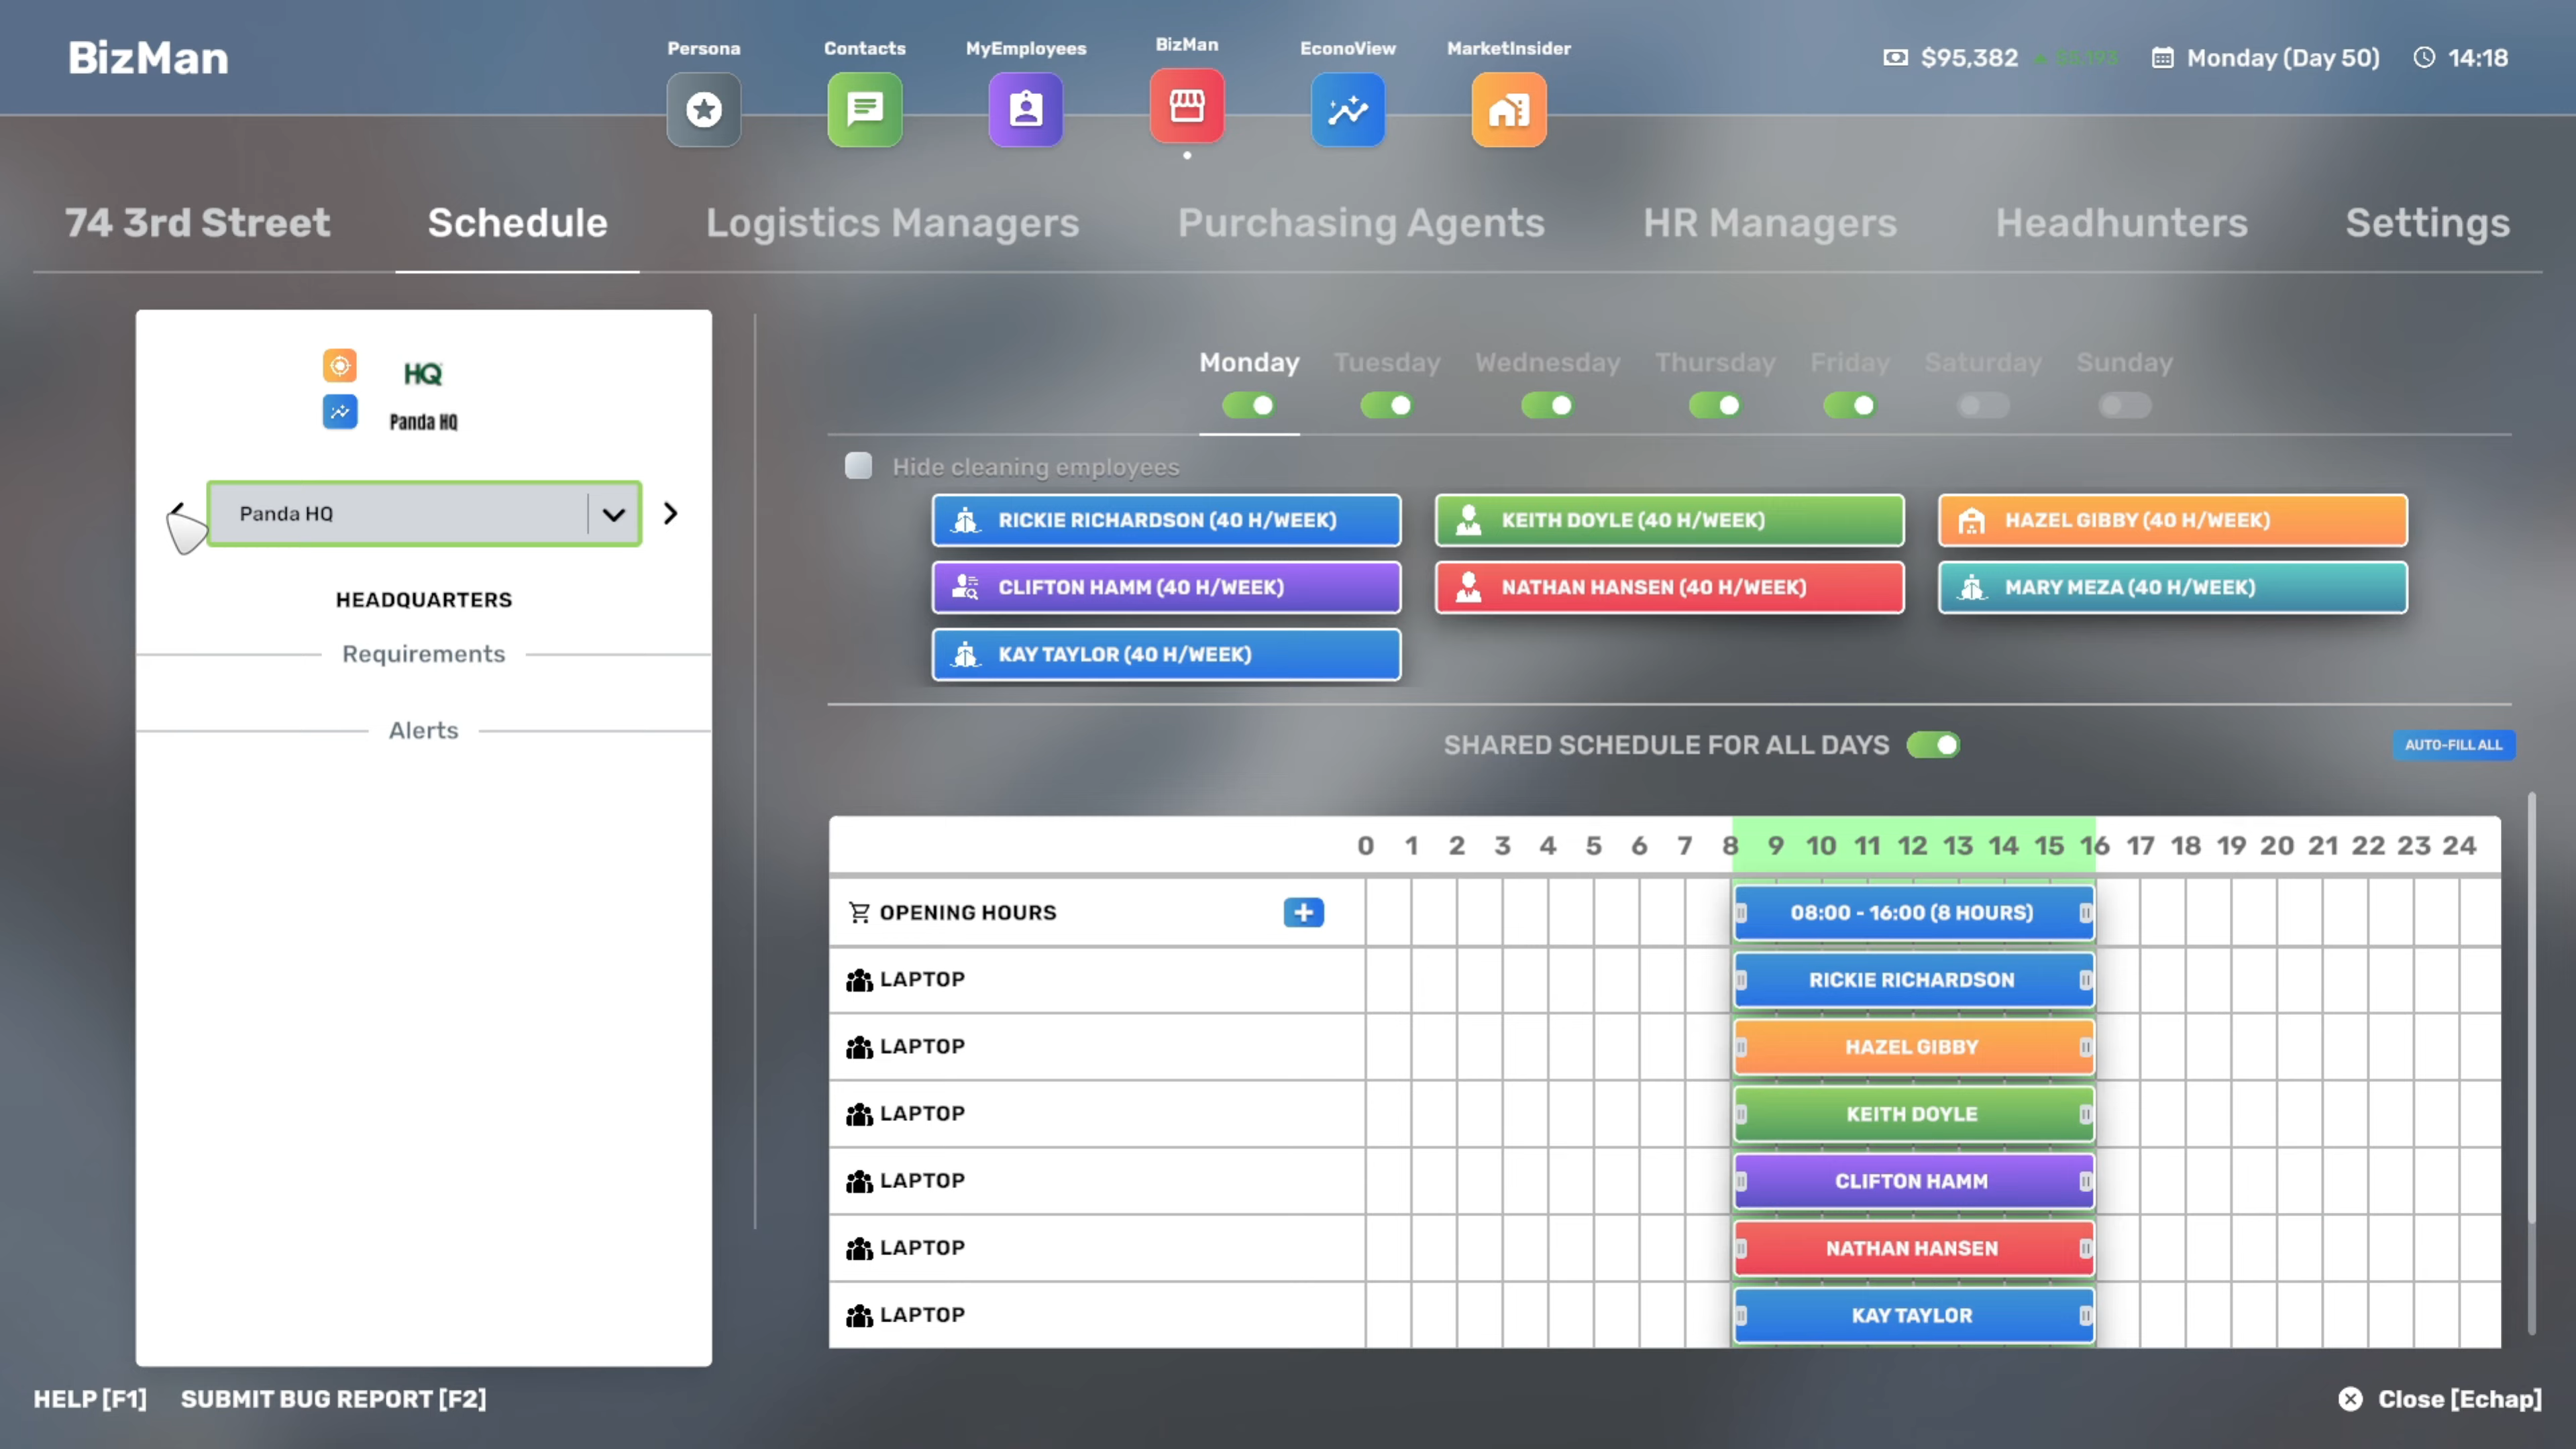 BizMan
Persona
Contacts
MyEmployees
BizMan
EconoView
MarketInsider
$95,382
Monday (Day 50)
14:18
74 3rd Street
Schedule
Logistics Managers
Purchasing Agents
HR Managers
Headhunters
Settings
HQ
Panda HQ
Panda HQ
HEADQUARTERS
Requirements
Alerts
Monday
Tuesday
Wednesday
Thursday
Friday
Saturday
Sunday
Hide cleaning employees
RICKIE RICHARDSON (40 H/WEEK)
KEITH DOYLE (40 H/WEEK)
HAZEL GIBBY (40 H/WEEK)
CLIFTON HAMM (40 H/WEEK)
NATHAN HANSEN (40 H/WEEK)
MARY MEZA (40 H/WEEK)
KAY TAYLOR (40 H/WEEK)
SHARED SCHEDULE FOR ALL DAYS
AUTO-FILL ALL
0 1 2 3 4 5 6 7 8 9 10 11 12 13 14 15 16 17 18 19 20 21 22 23 24
OPENING HOURS
08:00 - 16:00 (8 HOURS)
LAPTOP
RICKIE RICHARDSON
LAPTOP
HAZEL GIBBY
LAPTOP
KEITH DOYLE
LAPTOP
CLIFTON HAMM
LAPTOP
NATHAN HANSEN
LAPTOP
KAY TAYLOR
HELP [F1]
SUBMIT BUG REPORT [F2]
Close [Echap]